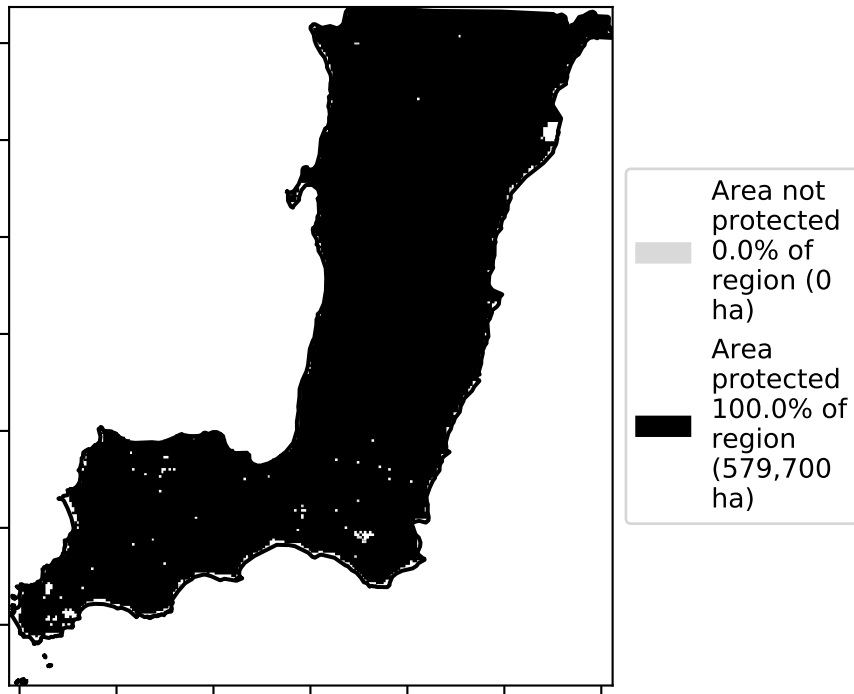 Area not
protected
0.0% of
region (0
ha)
Area
protected
100.0% of
region
(579,700
ha)